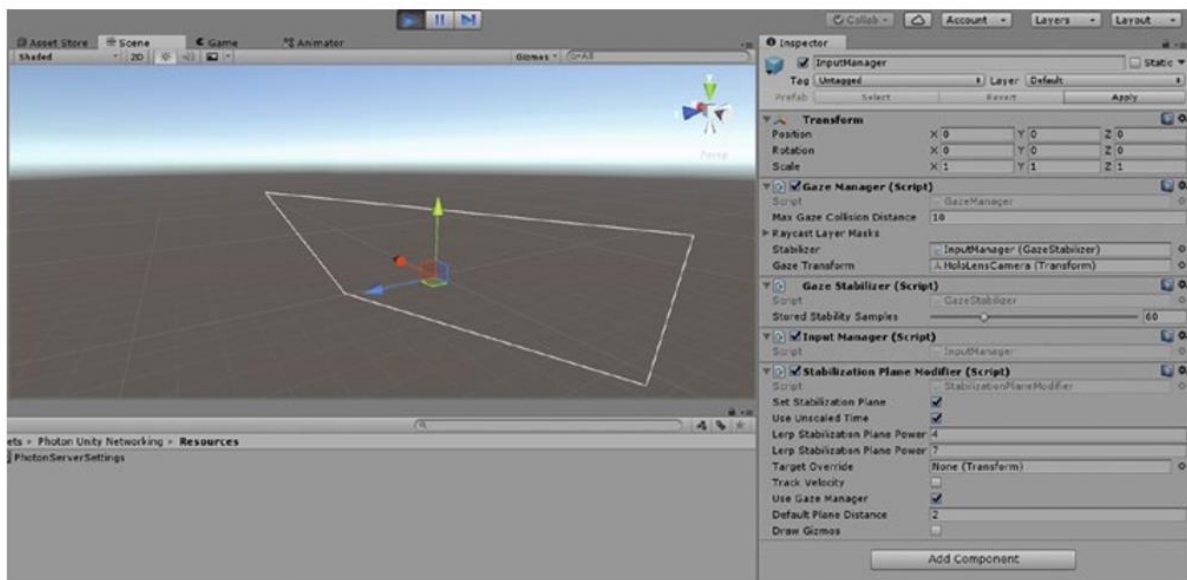 Collab
Account
Layers
Layout
Asset Store
Scene
Game
Animator
Shaded
2D
Gizmos
All
Persp
ets ▸ Photon Unity Networking ▸ Resources
PhotonServerSettings
Inspector
InputManager
Static
Tag Untagged Layer Default
Prefab Select Revert Apply
Transform
Position X 0 Y 0 Z 0
Rotation X 0 Y 0 Z 0
Scale X 1 Y 1 Z 1
Gaze Manager (Script)
Script GazeManager
Max Gaze Collision Distance 10
Raycast Layer Masks
Stabilizer InputManager (GazeStabilizer)
Gaze Transform HoloLensCamera (Transform)
Gaze Stabilizer (Script)
Script GazeStabilizer
Stored Stability Samples 60
Input Manager (Script)
Script InputManager
Stabilization Plane Modifier (Script)
Script StabilizationPlaneModifier
Set Stabilization Plane
Use Unscaled Time
Lerp Stabilization Plane Power 4
Lerp Stabilization Plane Power 7
Target Override None (Transform)
Track Velocity
Use Gaze Manager
Default Plane Distance 2
Draw Gizmos
Add Component